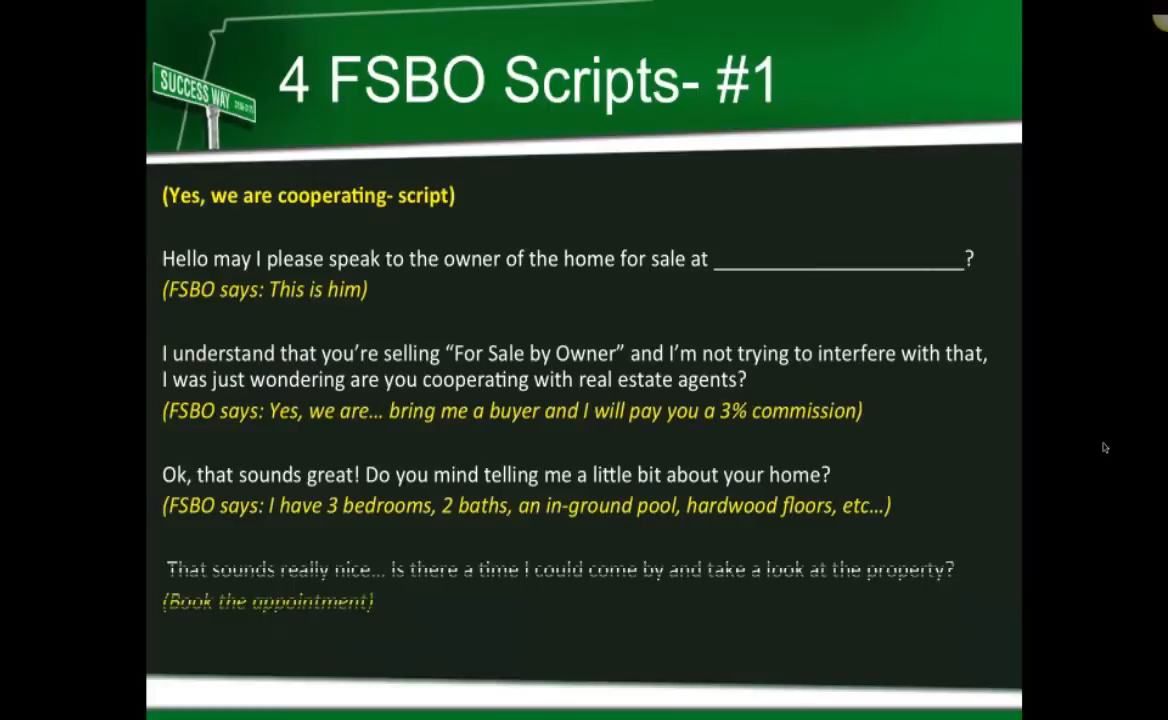 SUCCESS WAY
4 FSBO Scripts- #1
(Yes, we are cooperating- script)
Hello may I please speak to the owner of the home for sale at ______________________?
(FSBO says: This is him)
I understand that you’re selling “For Sale by Owner” and I’m not trying to interfere with that,
I was just wondering are you cooperating with real estate agents?
(FSBO says: Yes, we are… bring me a buyer and I will pay you a 3% commission)
Ok, that sounds great! Do you mind telling me a little bit about your home?
(FSBO says: I have 3 bedrooms, 2 baths, an in-ground pool, hardwood floors, etc…)
That sounds really nice… Is there a time I could come by and take a look at the property?
(Book the appointment)